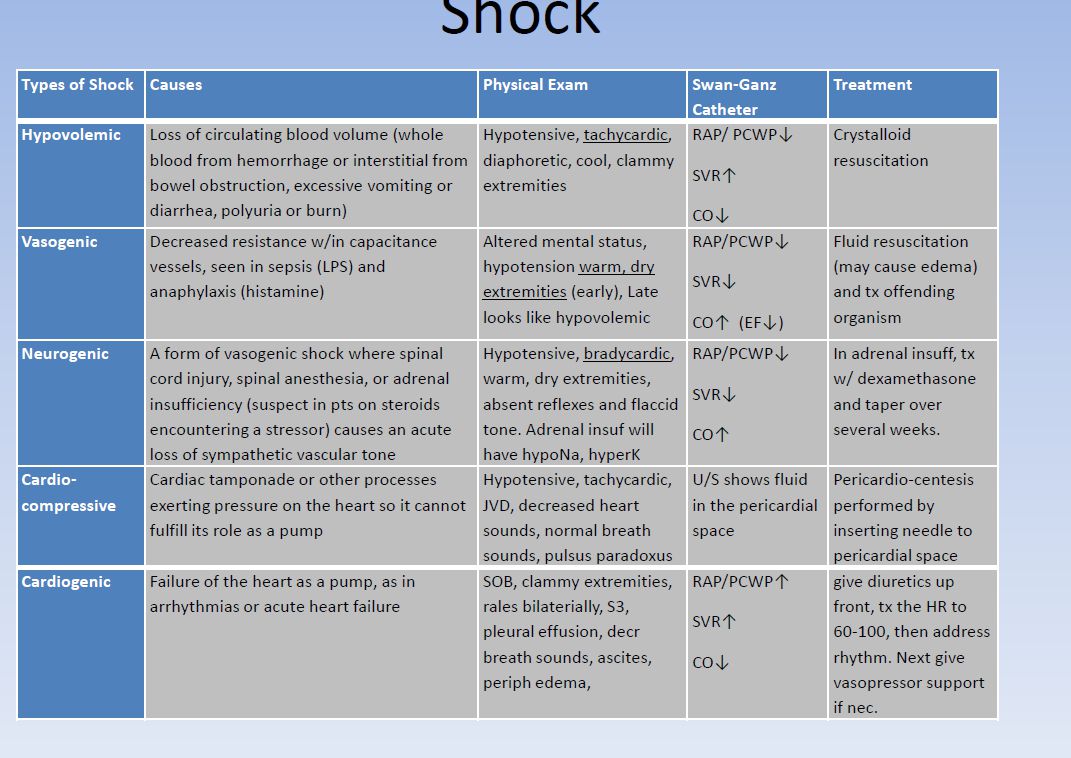 Shock
Types of Shock
Causes
Physical Exam
Swan-Ganz
Catheter
Treatment
Hypovolemic
Loss of circulating blood volume (whole
blood from hemorrhage or interstitial from
bowel obstruction, excessive vomiting or
diarrhea, polyuria or burn)
Hypotensive, tachycardic,
diaphoretic, cool, clammy
extremities
RAP/ PCWP↓
SVR↑
CO↓
Crystalloid
resuscitation
Vasogenic
Decreased resistance w/in capacitance
vessels, seen in sepsis (LPS) and
anaphylaxis (histamine)
Altered mental status,
hypotension warm, dry
extremities (early), Late
looks like hypovolemic
RAP/PCWP↓
SVR↓
CO↑ (EF↓)
Fluid resuscitation
(may cause edema)
and tx offending
organism
Neurogenic
A form of vasogenic shock where spinal
cord injury, spinal anesthesia, or adrenal
insufficiency (suspect in pts on steroids
encountering a stressor) causes an acute
loss of sympathetic vascular tone
Hypotensive, bradycardic,
warm, dry extremities,
absent reflexes and flaccid
tone. Adrenal insuf will
have hypoNa, hyperK
RAP/PCWP↓
SVR↓
CO↑
In adrenal insuff, tx
w/ dexamethasone
and taper over
several weeks.
Cardio-
compressive
Cardiac tamponade or other processes
exerting pressure on the heart so it cannot
fulfill its role as a pump
Hypotensive, tachycardic,
JVD, decreased heart
sounds, normal breath
sounds, pulsus paradoxus
U/S shows fluid
in the pericardial
space
Pericardio-centesis
performed by
inserting needle to
pericardial space
Cardiogenic
Failure of the heart as a pump, as in
arrhythmias or acute heart failure
SOB, clammy extremities,
rales bilaterially, S3,
pleural effusion, decr
breath sounds, ascites,
periph edema,
RAP/PCWP↑
SVR↑
CO↓
give diuretics up
front, tx the HR to
60-100, then address
rhythm. Next give
vasopressor support
if nec.